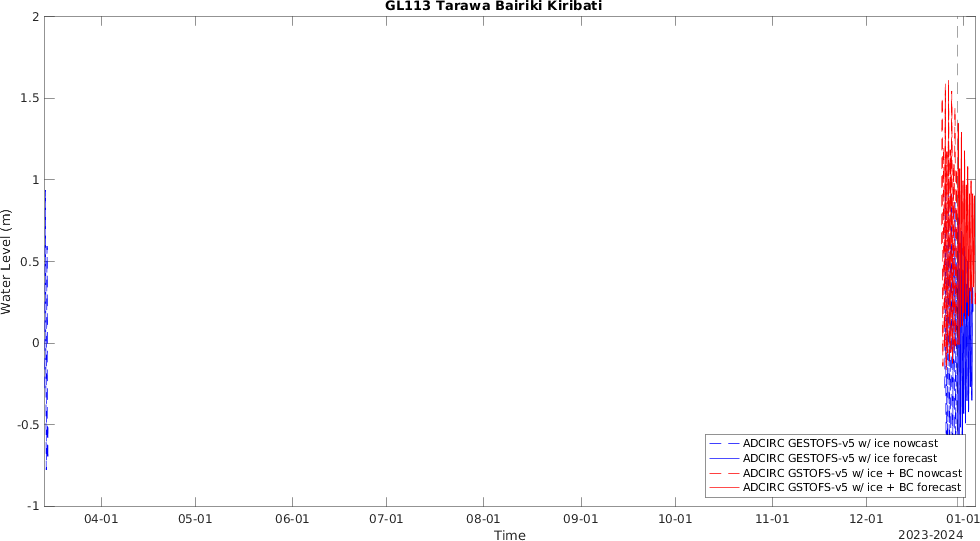 GL113 Tarawa Bairiki Kiribati
2
1.5
1
0.5
0
-0.5
-1
Water Level (m)
ADCIRC GESTOFS-v5 w/ ice nowcast
ADCIRC GESTOFS-v5 w/ ice forecast
ADCIRC GSTOFS-v5 w/ ice + BC nowcast
ADCIRC GSTOFS-v5 w/ ice + BC forecast
04-01 05-01 06-01 07-01 08-01 09-01 10-01 11-01 12-01 01-01
Time
2023-2024